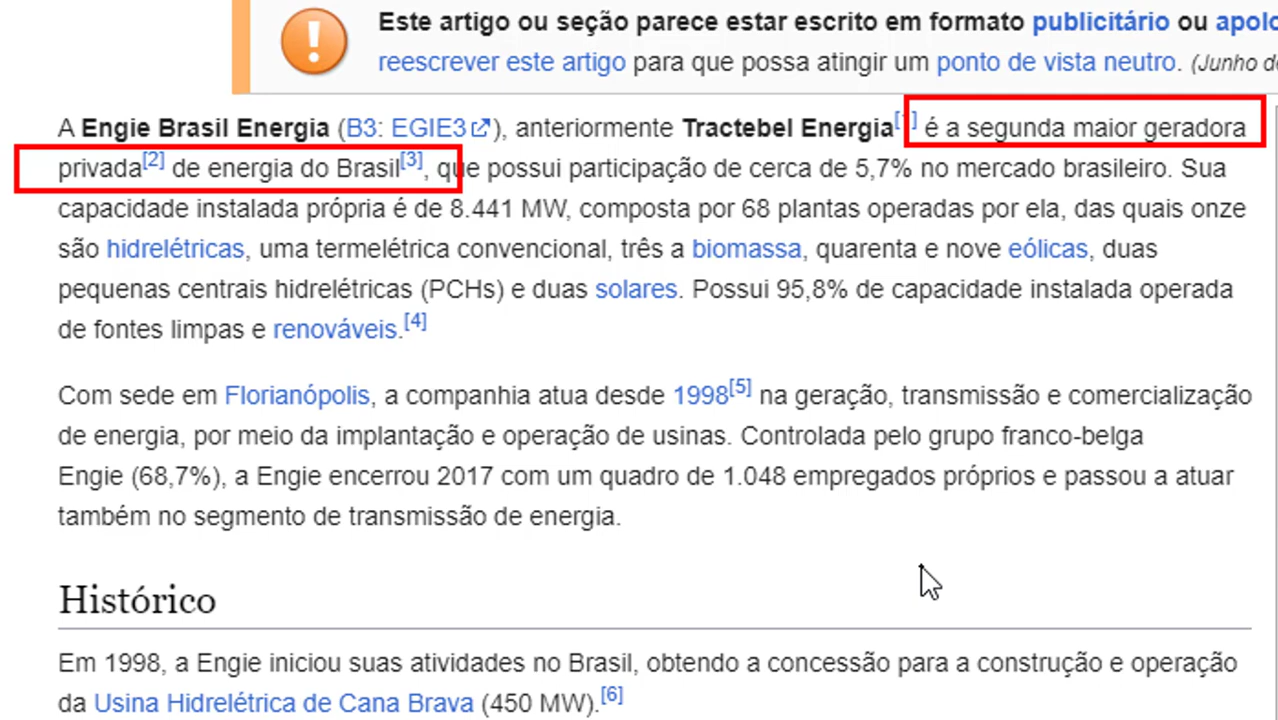 Este artigo ou seção parece estar escrito em formato publicitário ou
reescrever este artigo para que possa atingir um ponto de vista neutro. (Junho
A Engie Brasil Energia (B3: EGIE3), anteriormente Tractebel Energia[1] é a segunda maior geradora
privada[2] de energia do Brasil[3], que possui participação de cerca de 5,7% no mercado brasileiro. Sua
capacidade instalada própria é de 8.441 MW, composta por 68 plantas operadas por ela, das quais onze
são hidrelétricas, uma termelétrica convencional, três a biomassa, quarenta e nove eólicas, duas
pequenas centrais hidrelétricas (PCHs) e duas solares. Possui 95,8% de capacidade instalada operada
de fontes limpas e renováveis.[4]
Com sede em Florianópolis, a companhia atua desde 1998[5] na geração, transmissão e comercialização
de energia, por meio da implantação e operação de usinas. Controlada pelo grupo franco-belga
Engie (68,7%), a Engie encerrou 2017 com um quadro de 1.048 empregados próprios e passou a atuar
também no segmento de transmissão de energia.
Histórico
Em 1998, a Engie iniciou suas atividades no Brasil, obtendo a concessão para a construção e operação
da Usina Hidrelétrica de Cana Brava (450 MW).[6]